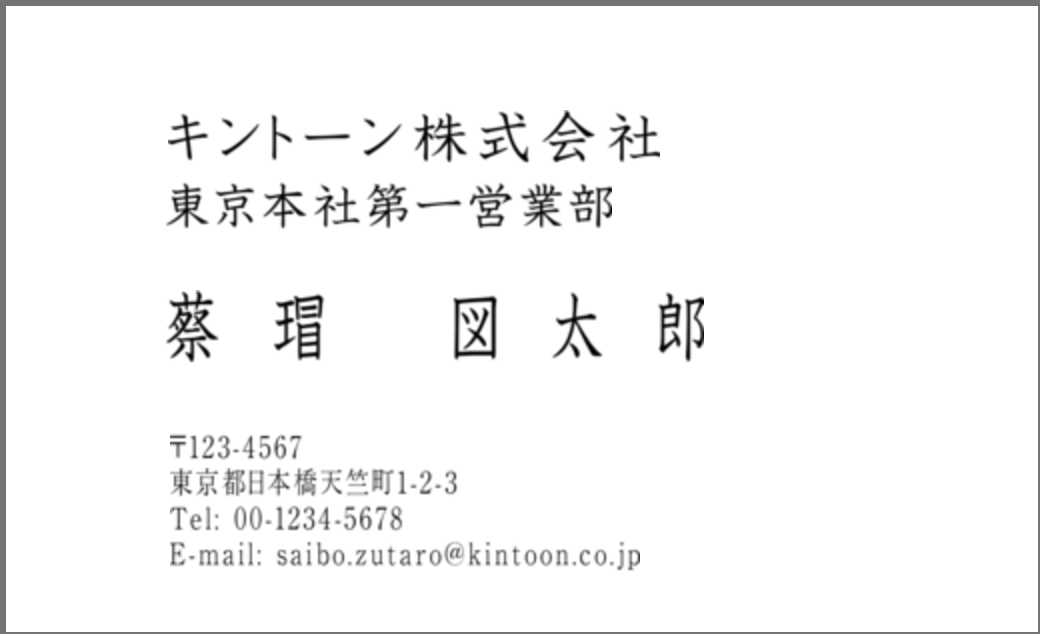 キントーン株式会社
東京本社第一営業部
蔡 瑁 図太郎
〒123-4567
東京都日本橋天竺町1-2-3
Tel: 00-1234-5678
E-mail: saibo.zutaro@kintoon.co.jp